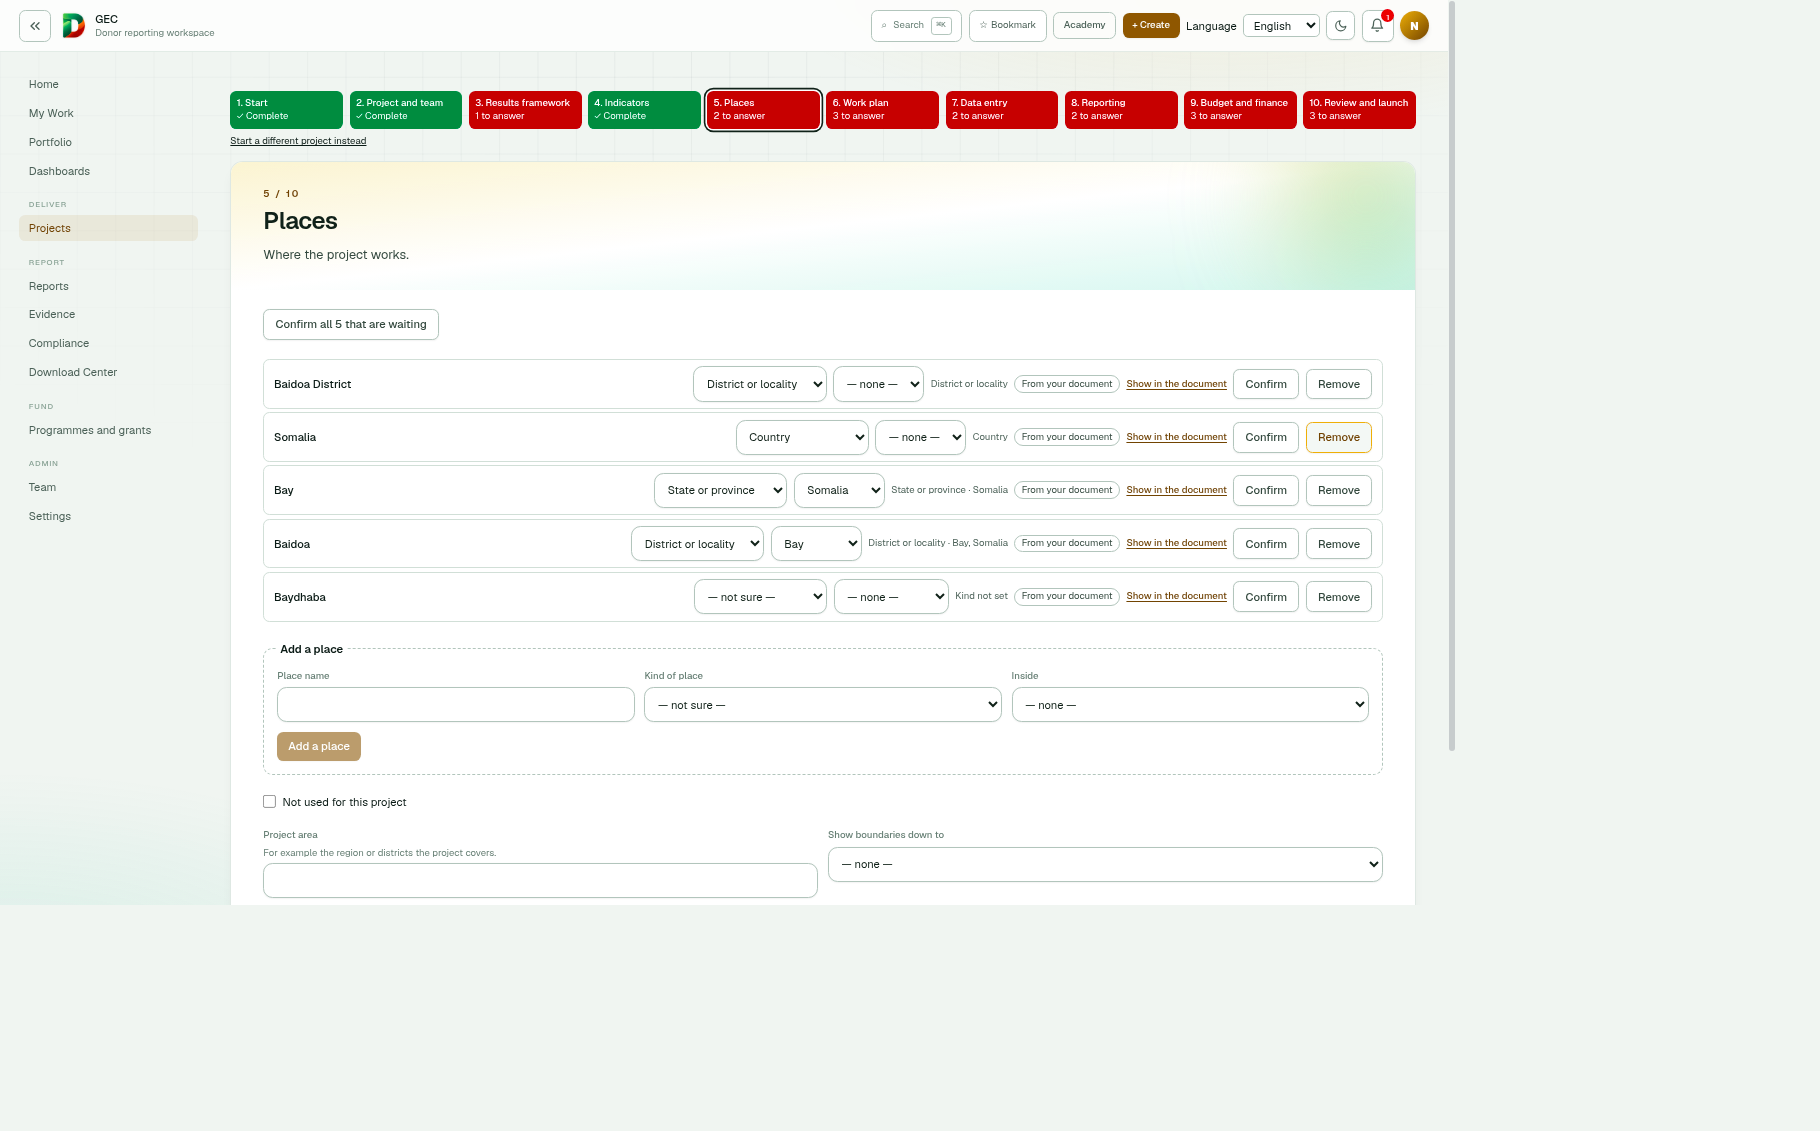 GEC
Donor reporting workspace
Search ⌘K
☆ Bookmark
Academy
+ Create
Language
English
1
N
Home
My Work
Portfolio
Dashboards
DELIVER
Projects
REPORT
Reports
Evidence
Compliance
Download Center
FUND
Programmes and grants
ADMIN
Team
Settings
1. Start
✓ Complete
2. Project and team
✓ Complete
3. Results framework
1 to answer
4. Indicators
✓ Complete
5. Places
2 to answer
6. Work plan
3 to answer
7. Data entry
2 to answer
8. Reporting
2 to answer
9. Budget and finance
3 to answer
10. Review and launch
3 to answer
Start a different project instead
5 / 10
Places
Where the project works.
Confirm all 5 that are waiting
Baidoa District District or locality — none — District or locality From your document Show in the document Confirm Remove
Somalia Country — none — Country From your document Show in the document Confirm Remove
Bay State or province Somalia State or province · Somalia From your document Show in the document Confirm Remove
Baidoa District or locality Bay District or locality · Bay, Somalia From your document Show in the document Confirm Remove
Baydhaba — not sure — — none — Kind not set From your document Show in the document Confirm Remove
Add a place
Place name Kind of place Inside
— not sure — — none —
Add a place
Not used for this project
Project area Show boundaries down to
For example the region or districts the project covers.
— none —